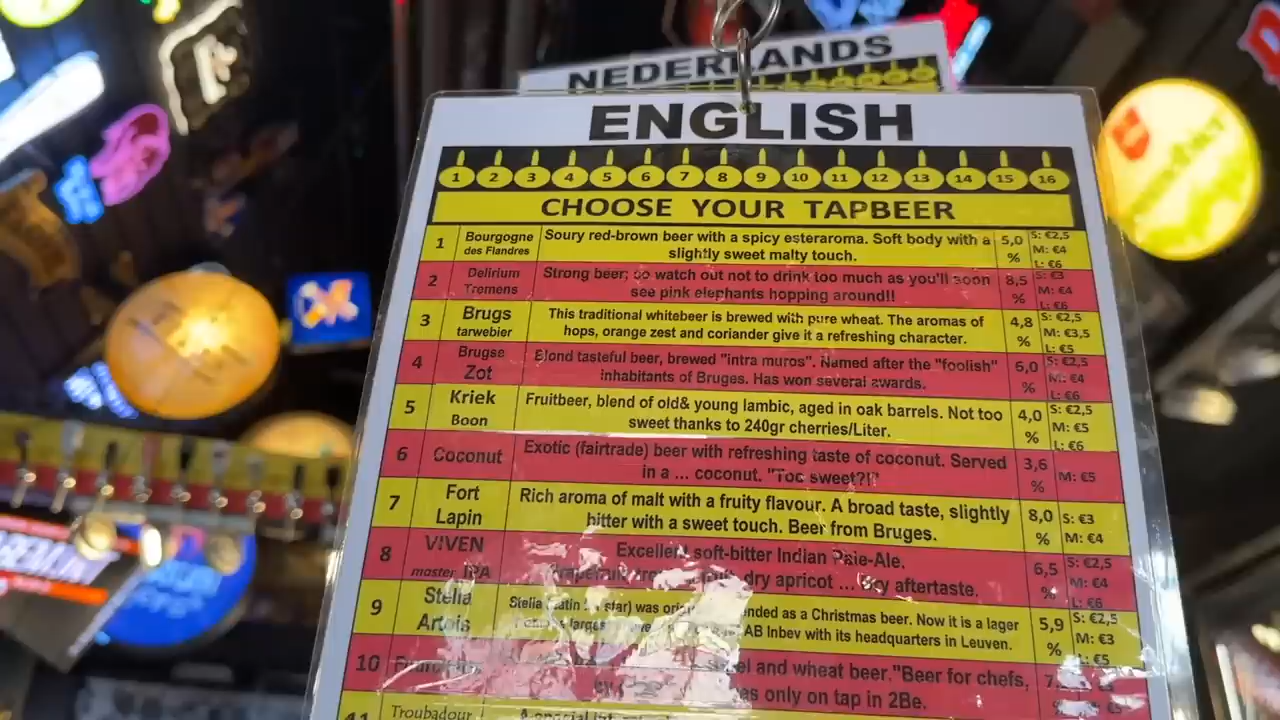 NEDERLANDS
ENGLISH
1 2 3 4 5 6 7 8 9 10 11 12 13 14 15 16
CHOOSE YOUR TAPBEER
1 Bourgogne des Flandres Soury red-brown beer with a spicy esteraroma. Soft body with a slightly sweet malty touch. 5,0 % S: €2,5 M: €4 L: €6
2 Delirium Tremens Strong beer; so watch out not to drink too much as you'll soon see pink elephants hopping around!! 8,5 % S: €3 M: €4 L: €6
3 Brugs tarwebier This traditional whitebeer is brewed with pure wheat. The aromas of hops, orange zest and coriander give it a refreshing character. 4,8 % S: €2,5 M: €3,5 L: €5
4 Brugse Zot Blond tasteful beer, brewed "intra muros". Named after the "foolish" inhabitants of Bruges. Has won several awards. 6,0 % S: €2,5 M: €4 L: €6
5 Kriek Boon Fruitbeer, blend of old& young lambic, aged in oak barrels. Not too sweet thanks to 240gr cherries/Liter. 4,0 % S: €2,5 M: €5 L: €6
6 Coconut Exotic (fairtrade) beer with refreshing taste of coconut. Served in a ... coconut. "Too sweet?!" 3,6 % M: €5
7 Fort Lapin Rich aroma of malt with a fruity flavour. A broad taste, slightly bitter with a sweet touch. Beer from Bruges. 8,0 % S: €3 M: €4
8 VIVEN master IPA Excellent soft-bitter Indian Pale-Ale. dry apricot ... aftertaste. 6,5 % S: €2,5 M: €4 L: €6
9 Stella Artois Stella star) was as a Christmas beer. Now it is a lager AB Inbev with its headquarters in Leuven. 5,9 % S: €2,5 M: €3 L: €5
10 and wheat beer."Beer for chefs, only on tap in 2Be.
11 Troubadour